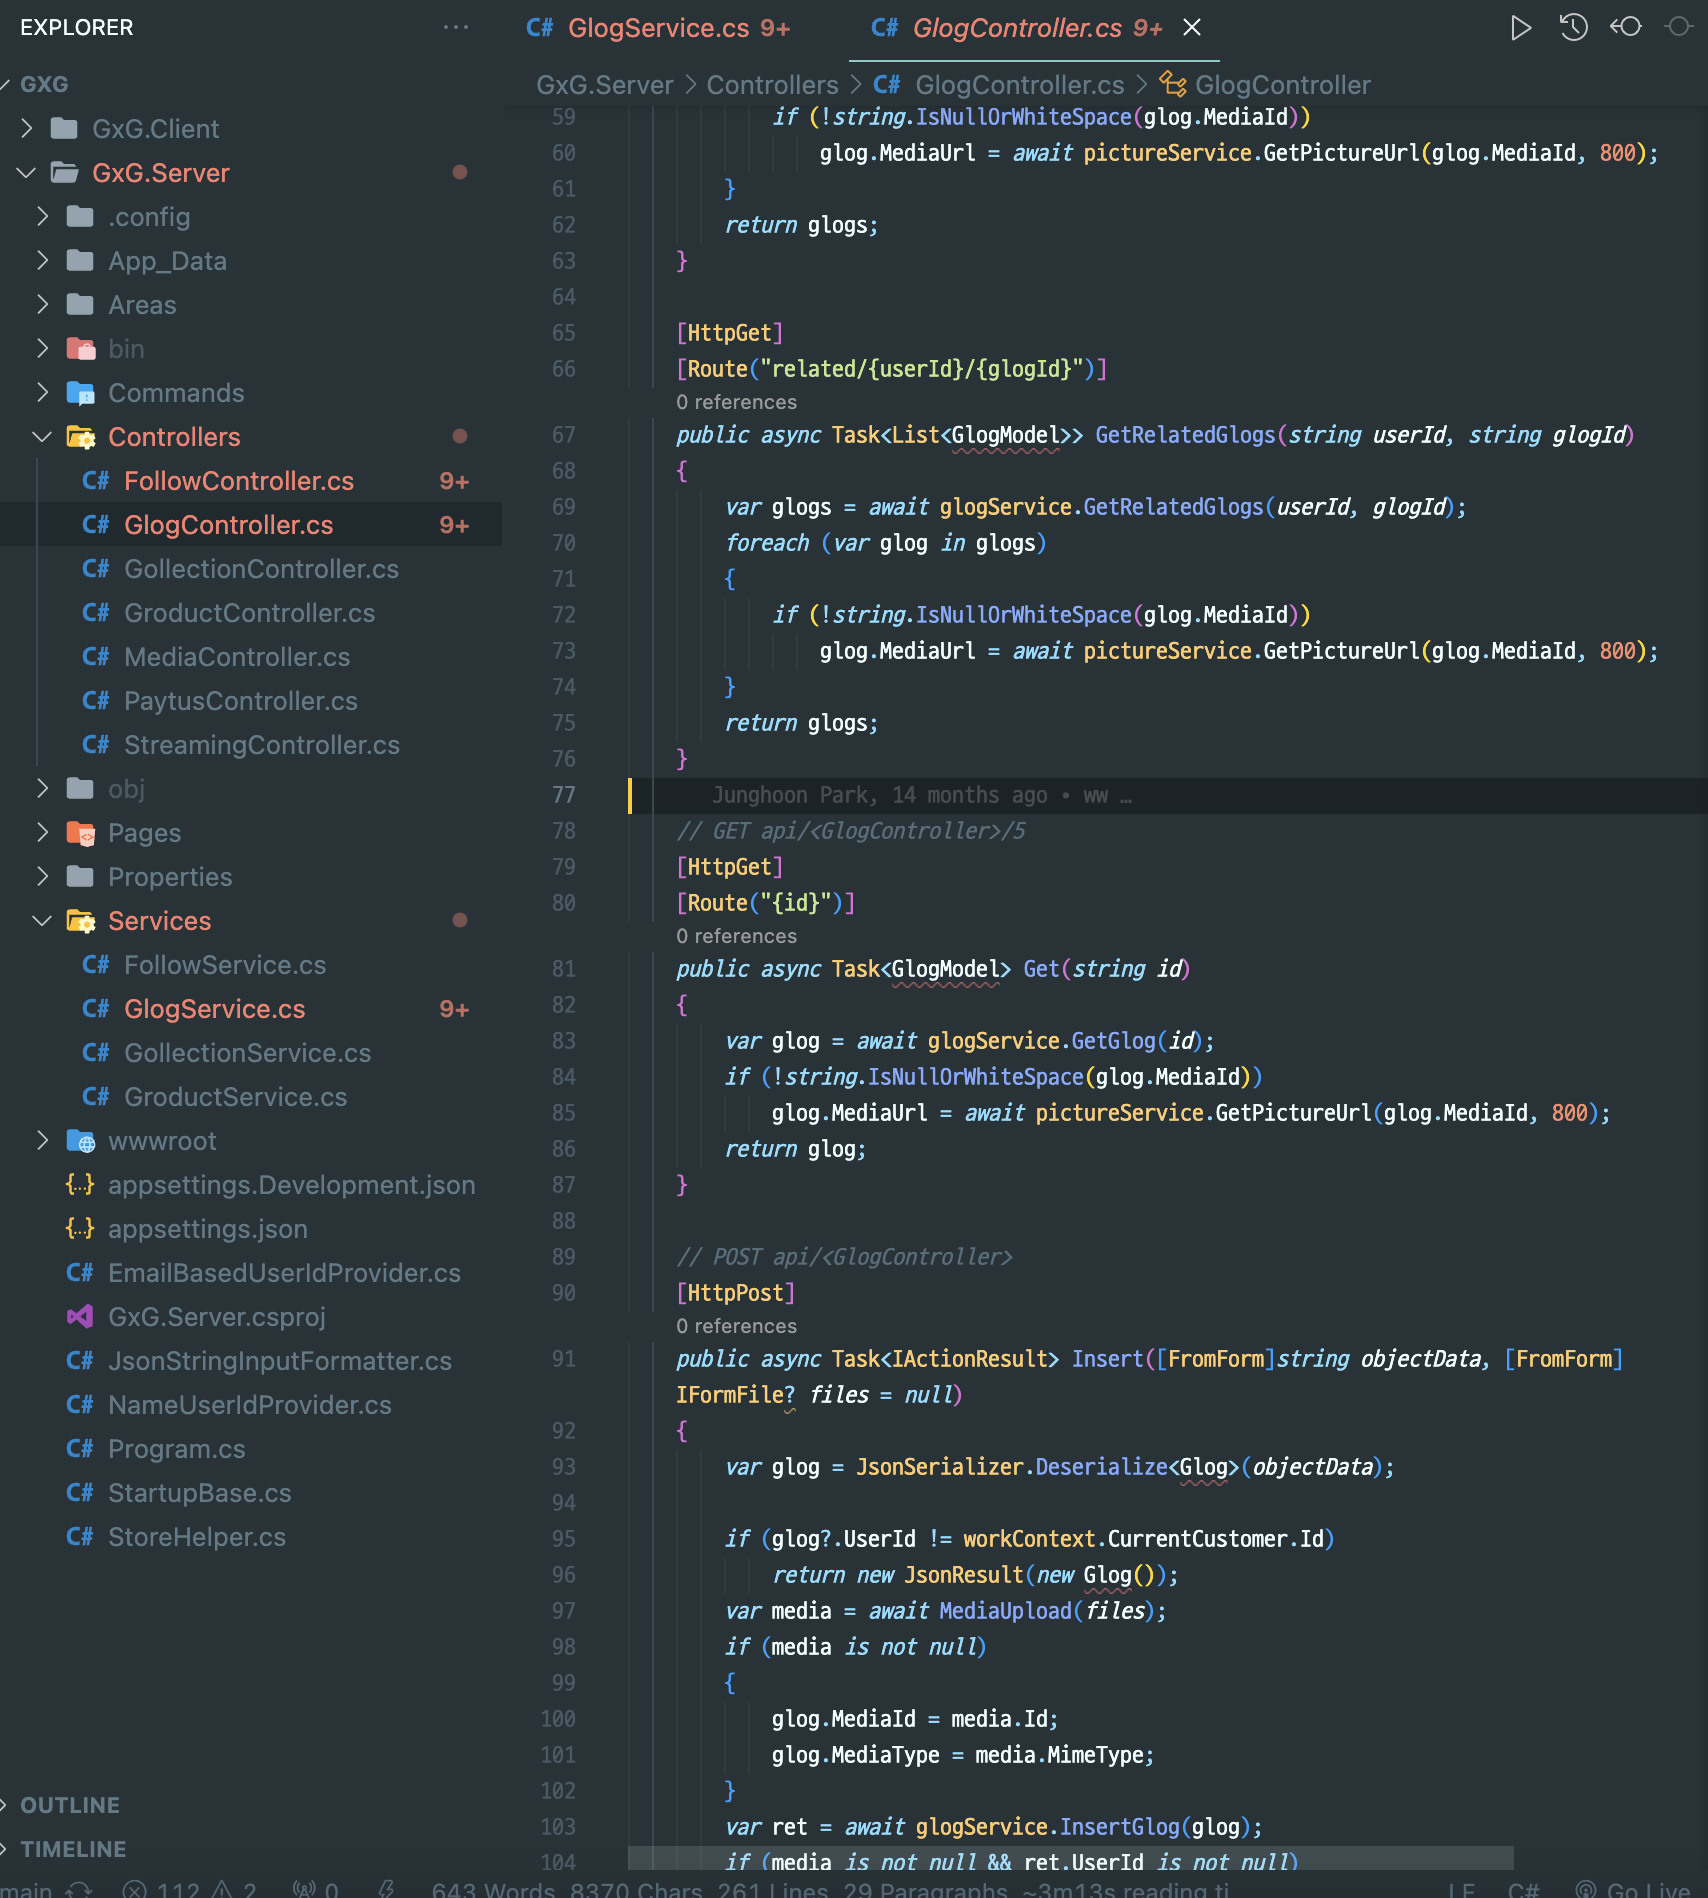 EXPLORER
GXG
GxG.Client
GxG.Server
.config
App_Data
Areas
bin
Commands
Controllers
FollowController.cs 9+
GlogController.cs 9+
GollectionController.cs
GroductController.cs
MediaController.cs
PaytusController.cs
StreamingController.cs
obj
Pages
Properties
Services
FollowService.cs
GlogService.cs 9+
GollectionService.cs
GroductService.cs
wwwroot
appsettings.Development.json
appsettings.json
EmailBasedUserIdProvider.cs
GxG.Server.csproj
JsonStringInputFormatter.cs
NameUserIdProvider.cs
Program.cs
StartupBase.cs
StoreHelper.cs
OUTLINE
TIMELINE
C# GlogService.cs 9+ C# GlogController.cs 9+
GxG.Server > Controllers > C# GlogController.cs > GlogController
59 if (!string.IsNullOrWhiteSpace(glog.MediaId))
60 glog.MediaUrl = await pictureService.GetPictureUrl(glog.MediaId, 800);
61 }
62 return glogs;
63 }
64
65 [HttpGet]
66 [Route("related/{userId}/{glogId}")]
0 references
67 public async Task<List<GlogModel>> GetRelatedGlogs(string userId, string glogId)
68 {
69 var glogs = await glogService.GetRelatedGlogs(userId, glogId);
70 foreach (var glog in glogs)
71 {
72 if (!string.IsNullOrWhiteSpace(glog.MediaId))
73 glog.MediaUrl = await pictureService.GetPictureUrl(glog.MediaId, 800);
74 }
75 return glogs;
76 }
77 Junghoon Park, 14 months ago • ww …
78 // GET api/<GlogController>/5
79 [HttpGet]
80 [Route("{id}")]
0 references
81 public async Task<GlogModel> Get(string id)
82 {
83 var glog = await glogService.GetGlog(id);
84 if (!string.IsNullOrWhiteSpace(glog.MediaId))
85 glog.MediaUrl = await pictureService.GetPictureUrl(glog.MediaId, 800);
86 return glog;
87 }
88
89 // POST api/<GlogController>
90 [HttpPost]
0 references
91 public async Task<IActionResult> Insert([FromForm]string objectData, [FromForm]
IFormFile? files = null)
92 {
93 var glog = JsonSerializer.Deserialize<Glog>(objectData);
94
95 if (glog?.UserId != workContext.CurrentCustomer.Id)
96 return new JsonResult(new Glog());
97 var media = await MediaUpload(files);
98 if (media is not null)
99 {
100 glog.MediaId = media.Id;
101 glog.MediaType = media.MimeType;
102 }
103 var ret = await glogService.InsertGlog(glog);
104 if (media is not null && ret.UserId is not null)
main 112 2 0 643 Words, 8370 Chars, 261 Lines, 29 Paragraphs, ~3m13s reading ti LF C# Go Live